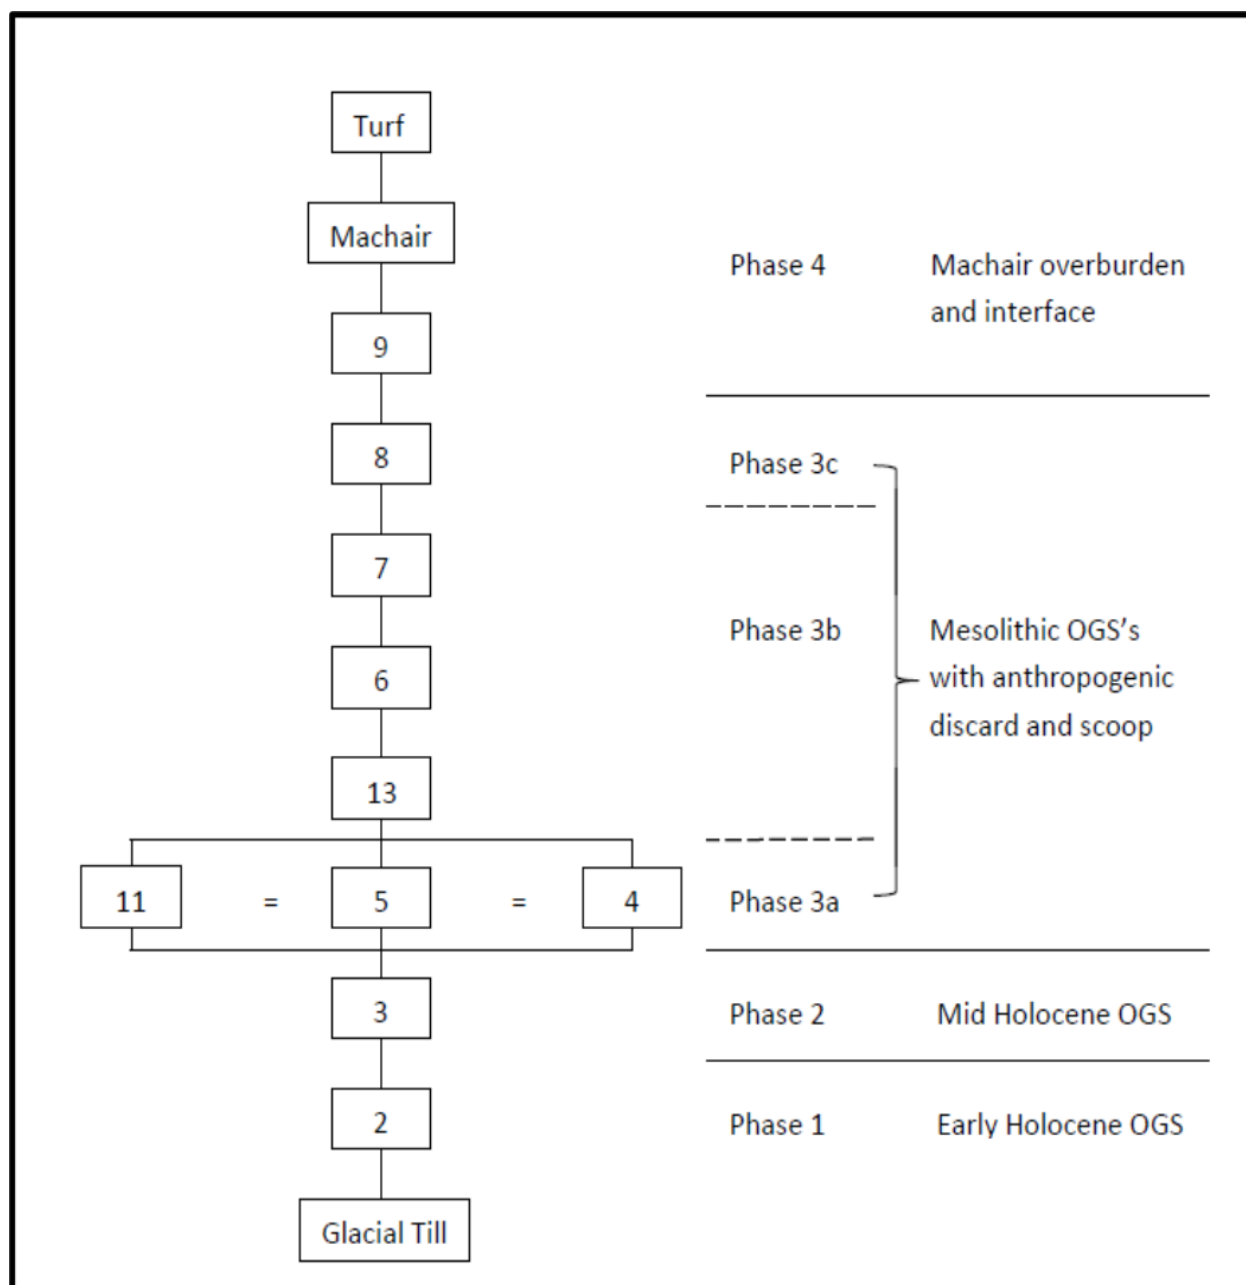 Turf
Machair
Phase 4 Machair overburden
and interface
9
8
Phase 3c
7
Phase 3b Mesolithic OGS’s
with anthropogenic
discard and scoop
6
13
11 = 5 = 4 Phase 3a
3 Phase 2 Mid Holocene OGS
2 Phase 1 Early Holocene OGS
Glacial Till